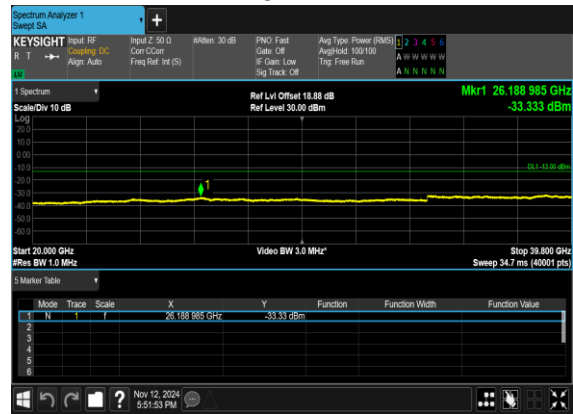 Spectrum Analyzer 1
Swept SA
+
KEYSIGHT
R T
Input: RF
Coupling: DC
Align: Auto
Input Z: 50 Ω
Corr CCorr
Freq Ref: Int (S)
#Atten: 30 dB
PNO: Fast
Gate: Off
IF Gain: Low
Sig Track: Off
Avg Type: Power (RMS)
Avg|Hold: 100/100
Trig: Free Run
1 2 3 4 5 6
A W W W W W
A N N N N N
1 Spectrum
Scale/Div 10 dB
Ref Lvl Offset 18.88 dB
Ref Level 30.00 dBm
Mkr1 26.188 985 GHz
-33.333 dBm
Log
20.0
10.0
0.00
-10.0
-20.0
-30.0
-40.0
-50.0
-60.0
DL1 -13.00 dBm
1
Start 20.000 GHz
#Res BW 1.0 MHz
Video BW 3.0 MHz*
Stop 39.800 GHz
Sweep 34.7 ms (40001 pts)
5 Marker Table
Mode Trace Scale X Y Function Function Width Function Value
1 N 1 f 26.188 985 GHz -33.33 dBm
2
3
4
5
6
?
Nov 12, 2024
5:51:53 PM